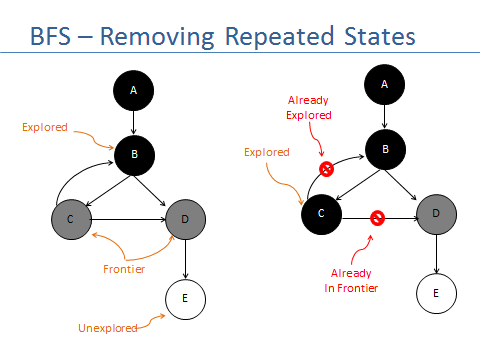 BFS – Removing Repeated States
A
Explored
B
C
D
Frontier
E
Unexplored
A
Already
Explored
B
Explored
C
D
Already
In Frontier
E